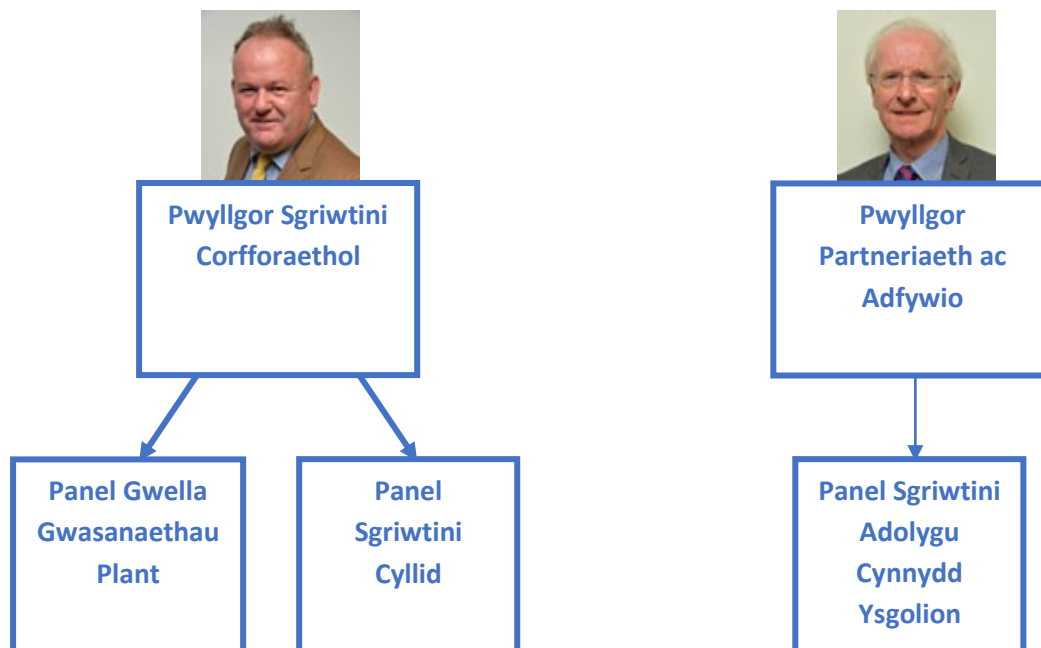 Pwyllgor Sgriwtini
Corfforaethol
Pwyllgor
Partneriaeth ac
Adfywio
Panel Gwella
Gwasanaethau
Plant
Panel
Sgriwtini
Cyllid
Panel Sgriwtini
Adolygu
Cynnydd
Ysgolion